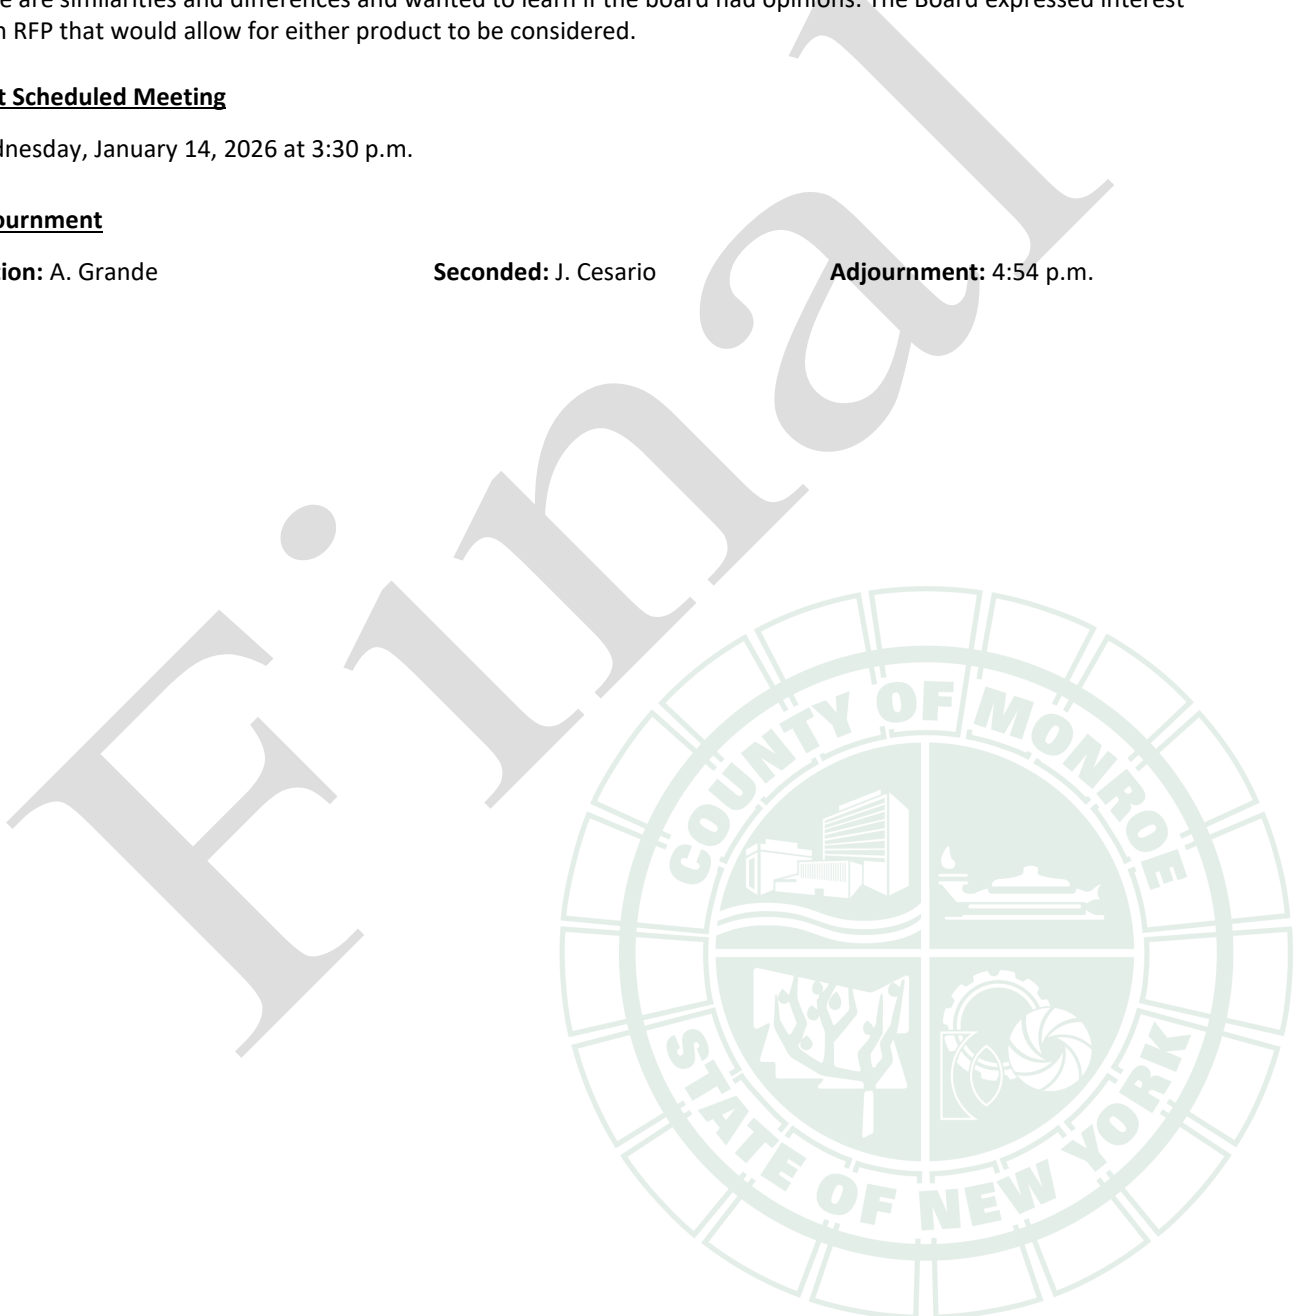 e are similarities and differences and wanted to learn if the board had opinions. The Board expressed interest
n RFP that would allow for either product to be considered.
t Scheduled Meeting
dnesday, January 14, 2026 at 3:30 p.m.
ournment
tion: A. Grande Seconded: J. Cesario Adjournment: 4:54 p.m.
Final
COUNTY OF MONROE
STATE OF NEW YORK